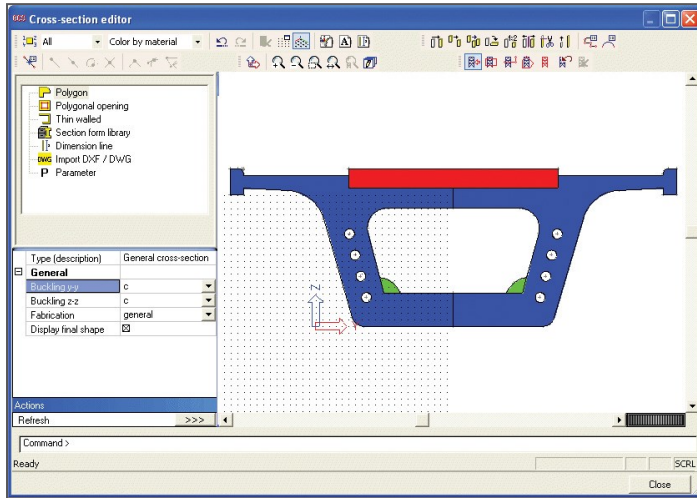 Cross-section editor
All
Color by material
A
Polygon
Polygonal opening
Thin walled
Section form library
Dimension line
DWG Import DXF / DWG
P Parameter
Type (description) General cross-section
General
Buckling y-y c
Buckling z-z c
Fabrication general
Display final shape
Z
Y
Actions
Refresh >>>
Command >
Ready
SCRL
Close